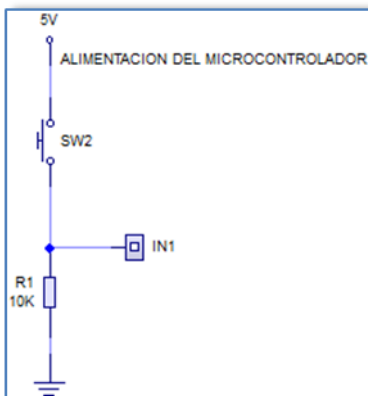 5V
ALIMENTACION DEL MICROCONTROLADOR
SW2
IN1
R1
10K